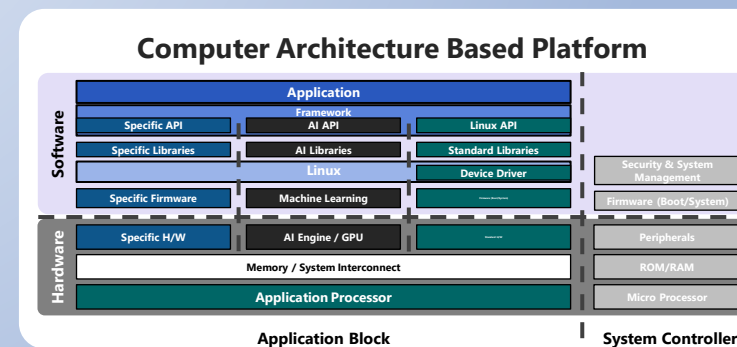 Computer Architecture Based Platform
Software
Application
Framework
Specific API
AI API
Linux API
Specific Libraries
AI Libraries
Standard Libraries
Linux
Device Driver
Security & System
Management
Specific Firmware
Machine Learning
Firmware (Boot/System)
Hardware
Specific H/W
AI Engine / GPU
Peripherals
Memory / System Interconnect
ROM/RAM
Application Processor
Micro Processor
Application Block
System Controller